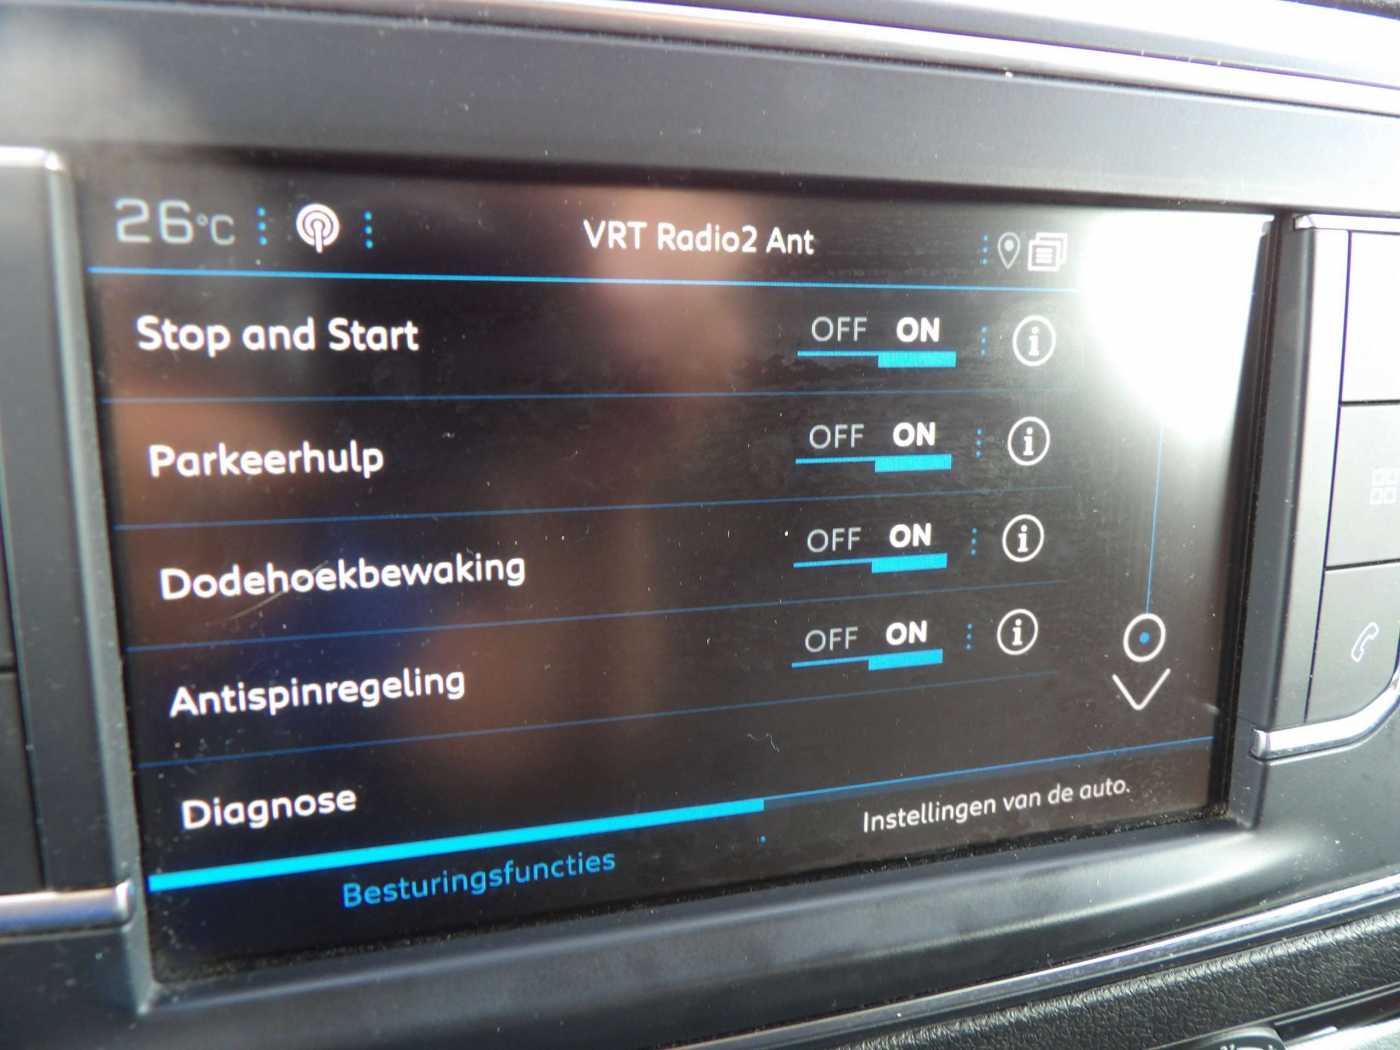 26°C VRT Radio2 Ant
Stop and Start OFF ON i
Parkeerhulp OFF ON i
Dodehoekbewaking OFF ON i
Antispinregeling OFF ON i
Diagnose
Besturingsfuncties Instellingen van de auto.